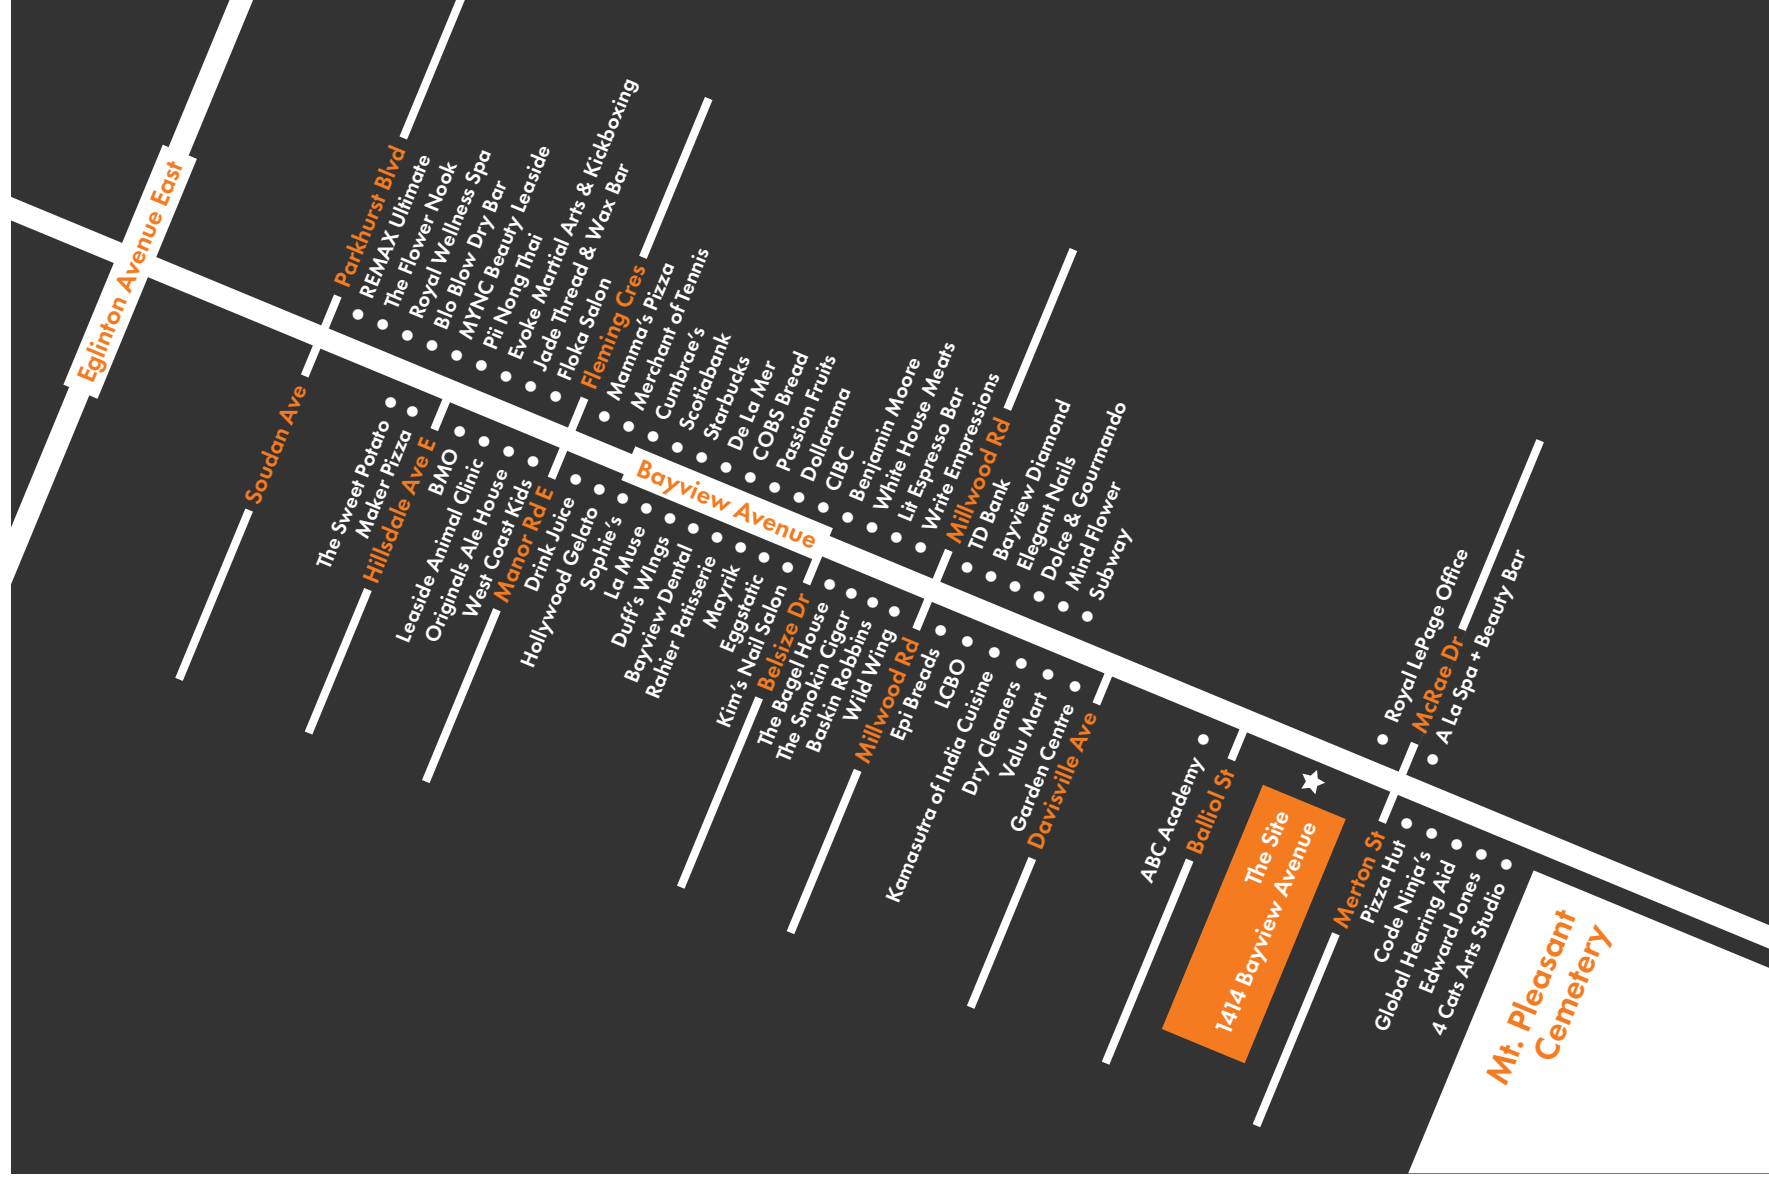 Eglinton Avenue East
Parkhurst Blvd
REMAX Ultimate
The Flower Nook
Royal Wellness Spa
Blo Blow Dry Bar
MYNC Beauty Leaside
Pii Nong Thai
Evoke Martial Arts & Kickboxing
Jade Thread & Wax Bar
Floka Salon
Fleming Cres
Mamma's Pizza
Merchant of Tennis
Cumbrae's
Scotiabank
Starbucks
De La Mer
COBS Bread
Passion Fruits
Dollarama
CIBC
Benjamin Moore
White House Meats
Lit Espresso Bar
Write Expressions
Millwood Rd
TD Bank
Bayview Diamond
Elegant Nails
Dolce & Gourmando
Mind Flower
Subway
Royal LePage Office
McRae Dr
A La Spa + Beauty Bar
Bayview Avenue
Soudan Ave
The Sweet Potato
Maker Pizza
Hillsdale Ave E
BMO
Leaside Animal Clinic
Originals Ale House
West Coast Kids
Manor Rd E
Drink Juice
Hollywood Gelato
Sophie's
La Muse
Duff's WIngs
Bayview Dental
Rahier Patisserie
Mayrik
Eggstatic
Kim's Nail Salon
Belsize Dr
The Bagel House
The Smokin Cigar
Baskin Robbins
Wild Wing
Millwood Rd
Epi Breads
LCBO
Kamasutra of India Cuisine
Dry Cleaners
Valu Mart
Garden Centre
Davisville Ave
ABC Academy
Balliol St
The Site
1414 Bayview Avenue
Merton St
Pizza Hut
Code Ninja's
Global Hearing Aid
Edward Jones
4 Cats Arts Studio
Mt. Pleasant
Cemetery